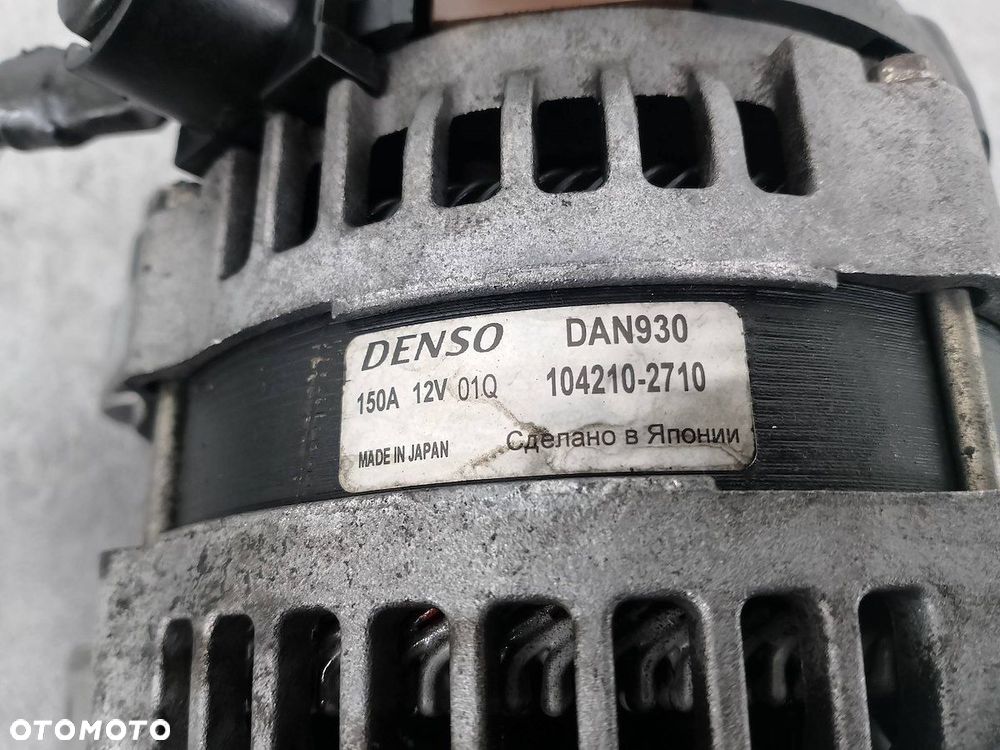 DENSO DAN930
150A 12V 01Q 104210-2710
MADE IN JAPAN Сделано в Японии
OTOMOTO